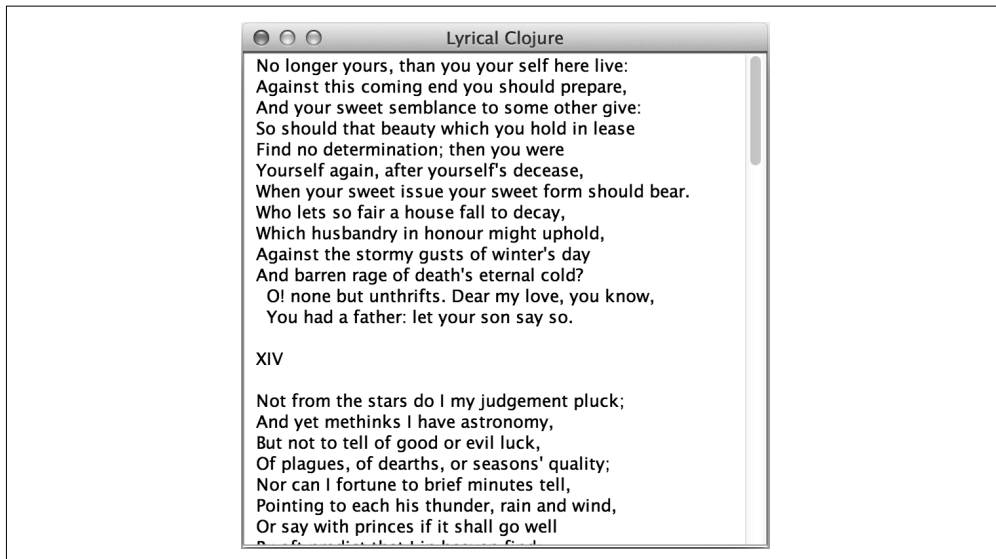 Lyrical Clojure
No longer yours, than you your self here live:
Against this coming end you should prepare,
And your sweet semblance to some other give:
So should that beauty which you hold in lease
Find no determination; then you were
Yourself again, after yourself's decease,
When your sweet issue your sweet form should bear.
Who lets so fair a house fall to decay,
Which husbandry in honour might uphold,
Against the stormy gusts of winter's day
And barren rage of death's eternal cold?
O! none but unthrifts. Dear my love, you know,
You had a father: let your son say so.
XIV
Not from the stars do I my judgement pluck;
And yet methinks I have astronomy,
But not to tell of good or evil luck,
Of plagues, of dearths, or seasons' quality;
Nor can I fortune to brief minutes tell,
Pointing to each his thunder, rain and wind,
Or say with princes if it shall go well